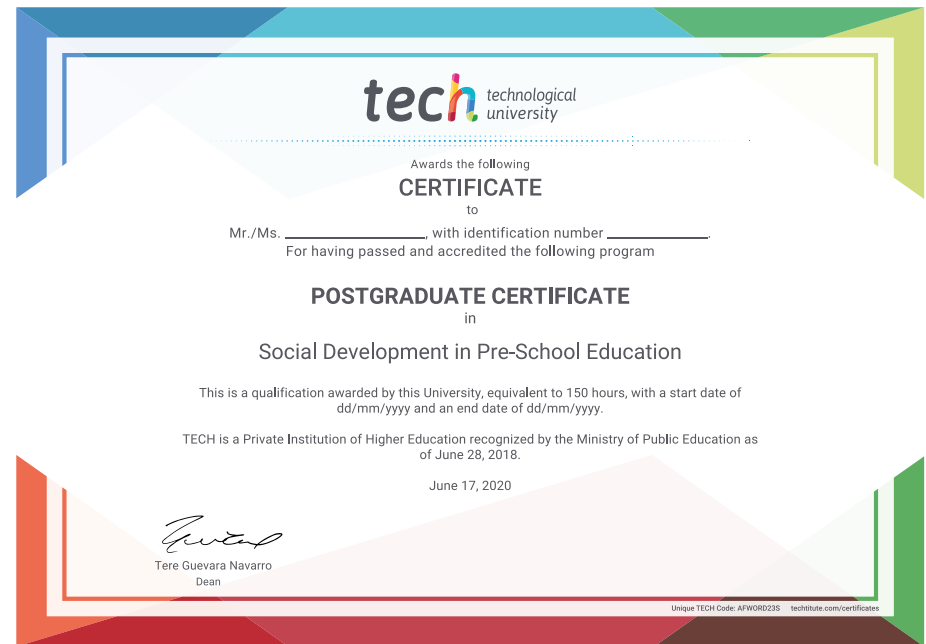 tech technological
university
Awards the following
CERTIFICATE
to
Mr./Ms. ____________, with identification number ____________.
For having passed and accredited the following program
POSTGRADUATE CERTIFICATE
in
Social Development in Pre-School Education
This is a qualification awarded by this University, equivalent to 150 hours, with a start date of
dd/mm/yyyy and an end date of dd/mm/yyyy.
TECH is a Private Institution of Higher Education recognized by the Ministry of Public Education as
of June 28, 2018.
June 17, 2020
Tere Guevara Navarro
Dean
Unique TECH Code: AFWORD23S techtitute.com/certificates